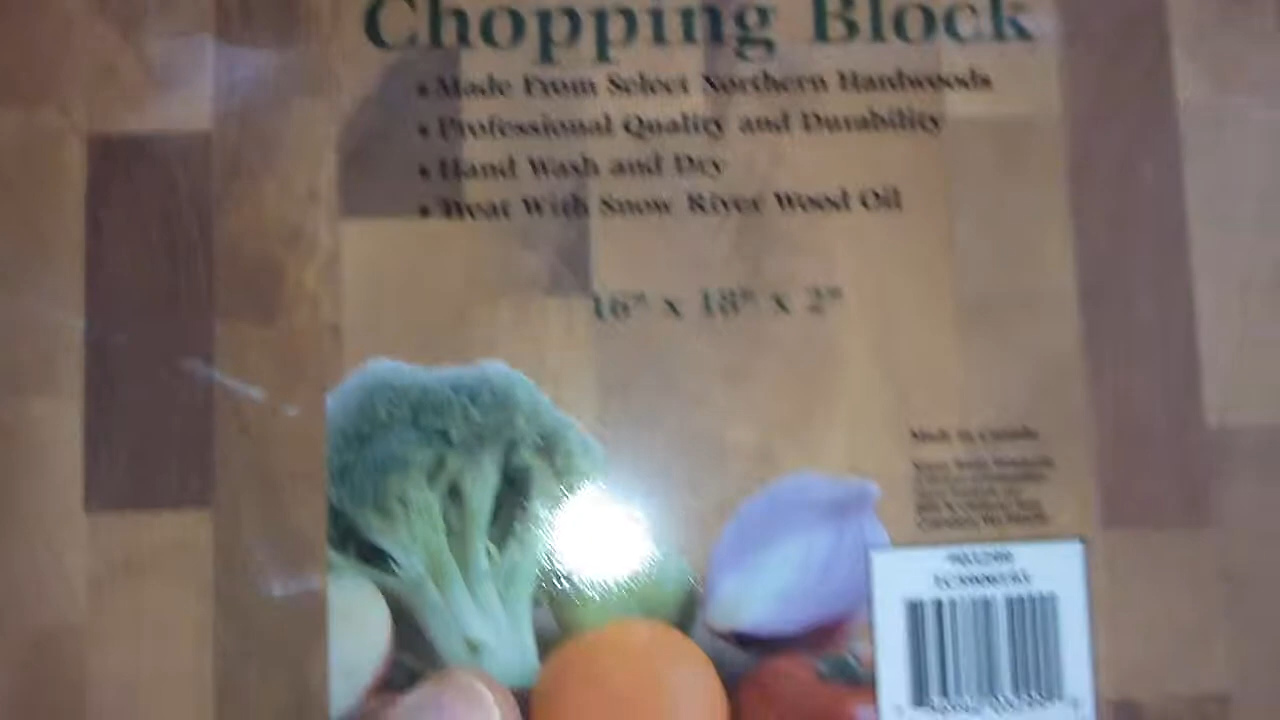 Chopping Block
• Made From Select Northern Hardwoods
• Professional Quality and Durability
• Hand Wash and Dry
• Treat With Snow River Wood Oil
16" x 18" x 2"
Made in Canada